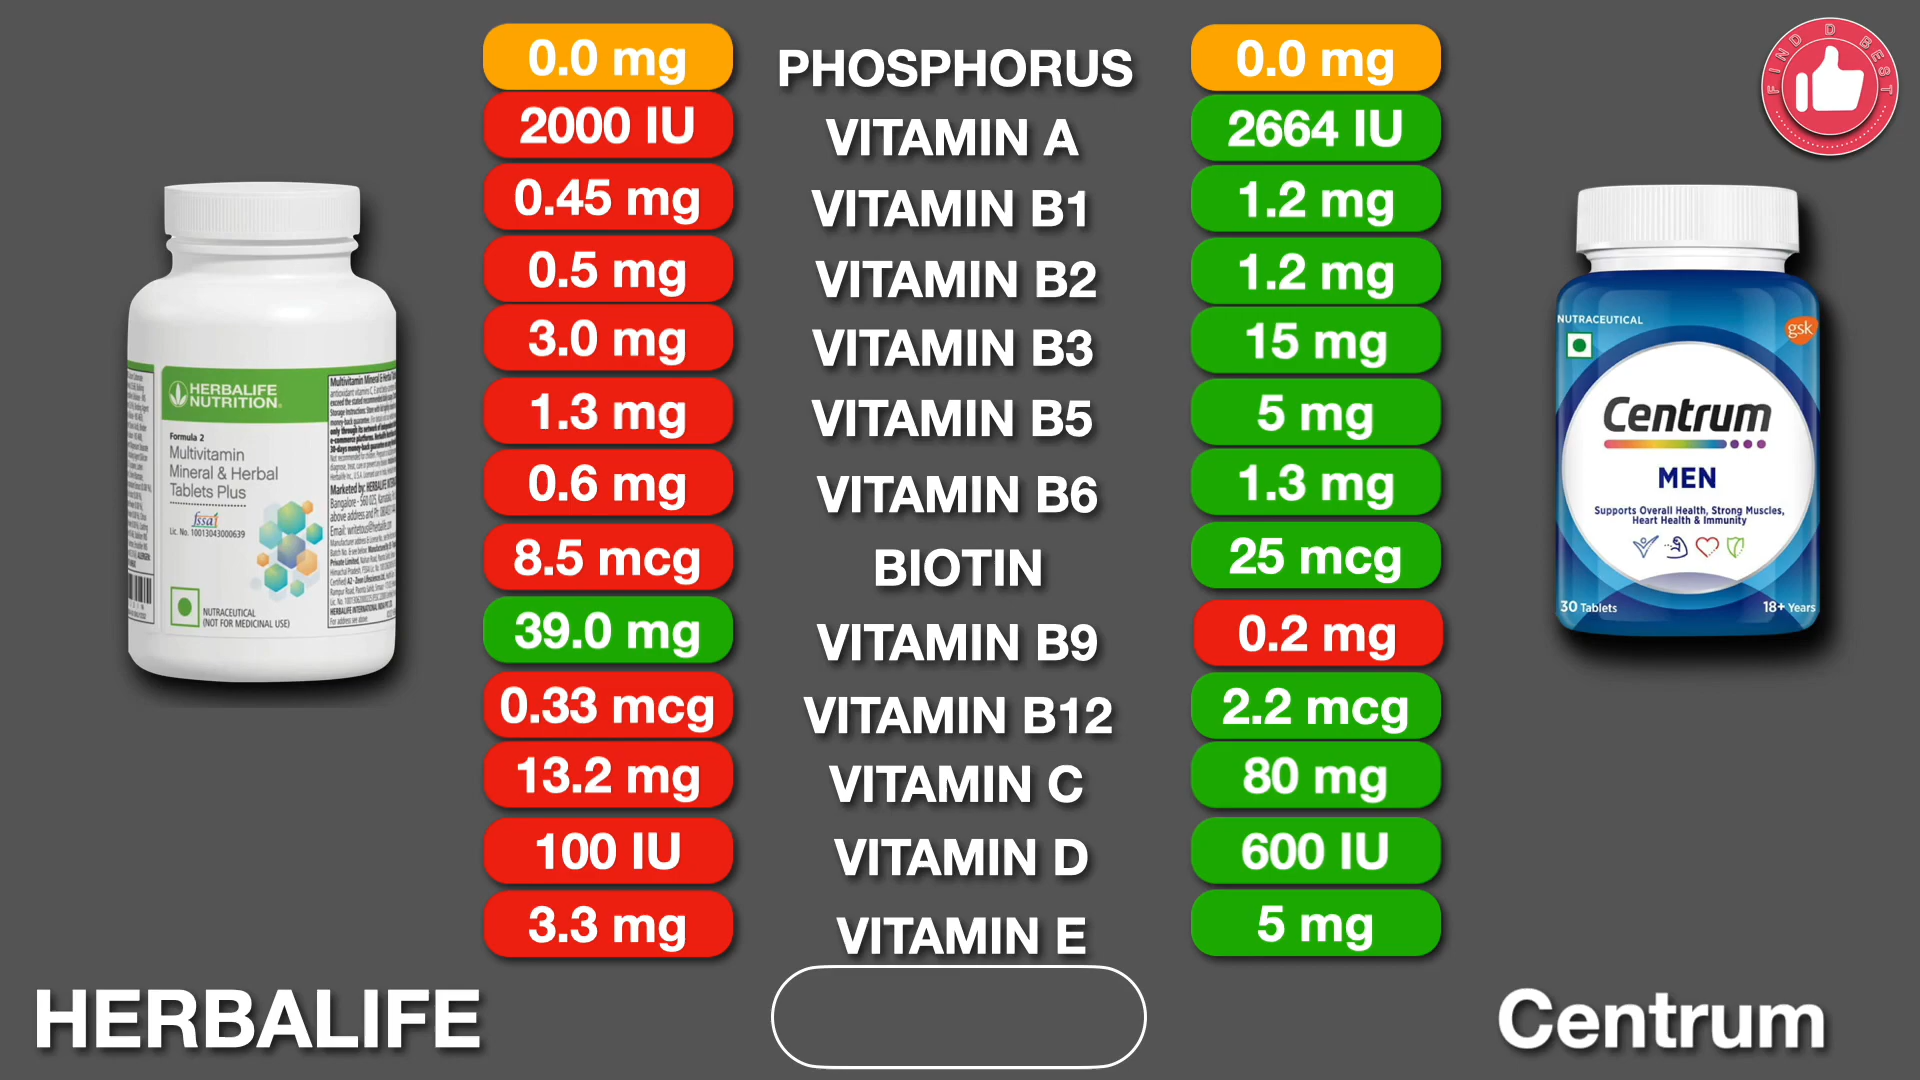 0.0 mg PHOSPHORUS 0.0 mg
2000 IU VITAMIN A 2664 IU
0.45 mg VITAMIN B1 1.2 mg
0.5 mg VITAMIN B2 1.2 mg
3.0 mg VITAMIN B3 15 mg
1.3 mg VITAMIN B5 5 mg
0.6 mg VITAMIN B6 1.3 mg
8.5 mcg BIOTIN 25 mcg
39.0 mg VITAMIN B9 0.2 mg
0.33 mcg VITAMIN B12 2.2 mcg
13.2 mg VITAMIN C 80 mg
100 IU VITAMIN D 600 IU
3.3 mg VITAMIN E 5 mg
HERBALIFE
Centrum
FIND D BEST
HERBALIFE
NUTRITION
Formula 2
Multivitamin
Mineral & Herbal
Tablets Plus
fssai
Lic. No. 10013043000639
NUTRACEUTICAL
(NOT FOR MEDICINAL USE)
NUTRACEUTICAL
gsk
Centrum
MEN
Supports Overall Health, Strong Muscles,
Heart Health & Immunity
30 Tablets
18+ Years